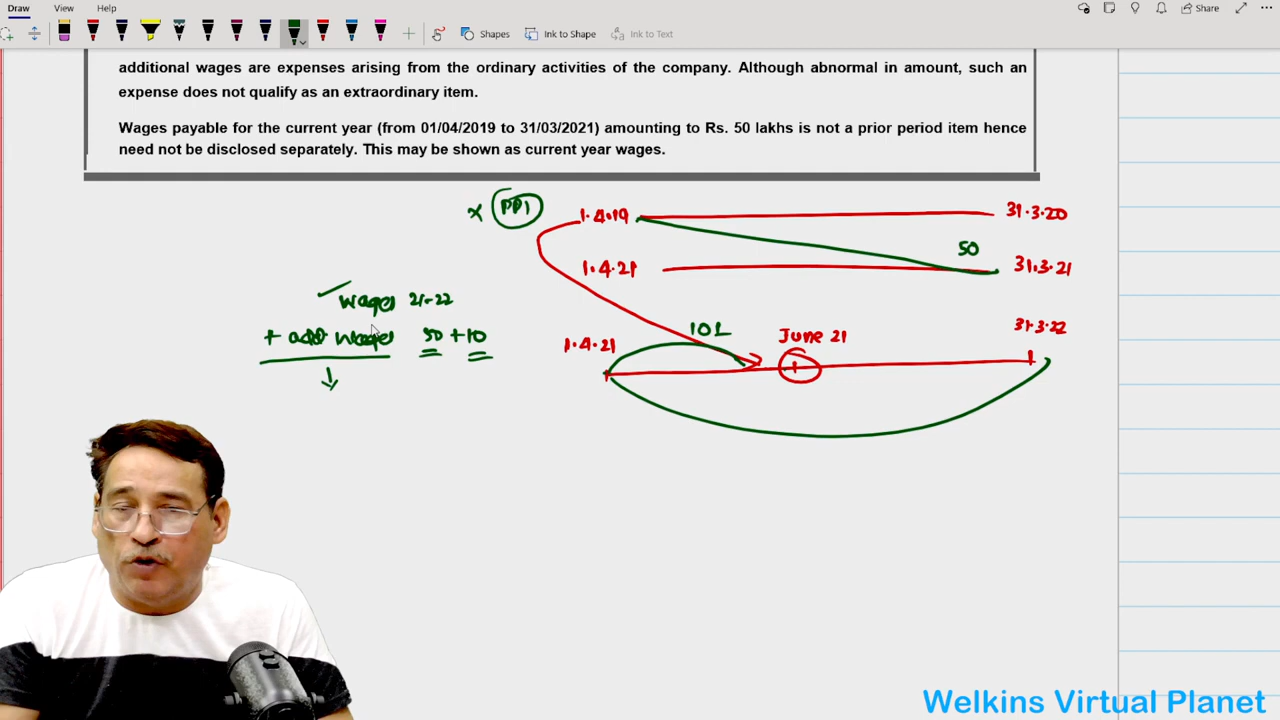 Draw View Help Share
Shapes Ink to Shape Ink to Text
additional wages are expenses arising from the ordinary activities of the company. Although abnormal in amount, such an
expense does not qualify as an extraordinary item.
Wages payable for the current year (from 01/04/2019 to 31/03/2021) amounting to Rs. 50 lakhs is not a prior period item hence
need not be disclosed separately. This may be shown as current year wages.
x PPI 1.4.19 31.3.20
50
1.4.21 31.3.21
wages 21-22
+ add wages 50 + 10
10L
June 21 31.3.22
1.4.21
Welkins Virtual Planet